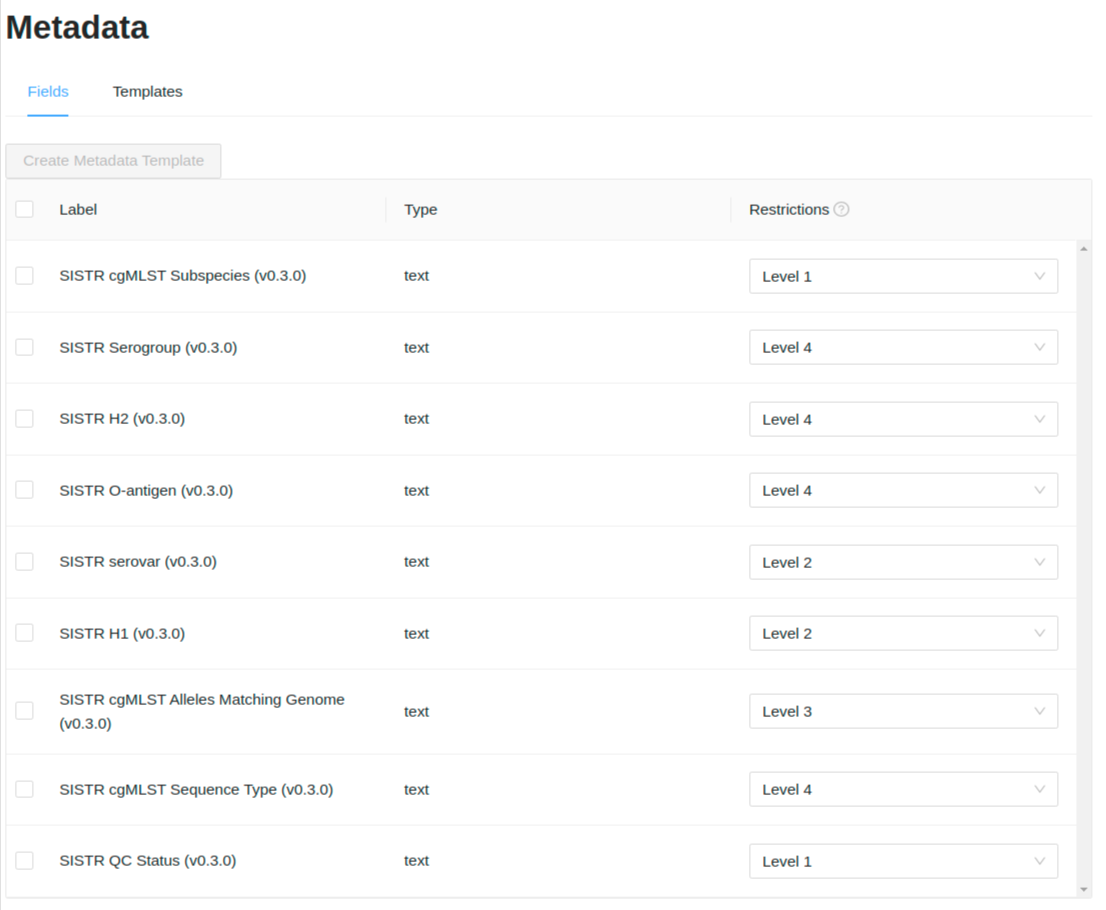 Metadata
Fields Templates
Create Metadata Template
Label Type Restrictions ?
SISTR cgMLST Subspecies (v0.3.0) text Level 1
SISTR Serogroup (v0.3.0) text Level 4
SISTR H2 (v0.3.0) text Level 4
SISTR O-antigen (v0.3.0) text Level 4
SISTR serovar (v0.3.0) text Level 2
SISTR H1 (v0.3.0) text Level 2
SISTR cgMLST Alleles Matching Genome
(v0.3.0) text Level 3
SISTR cgMLST Sequence Type (v0.3.0) text Level 4
SISTR QC Status (v0.3.0) text Level 1